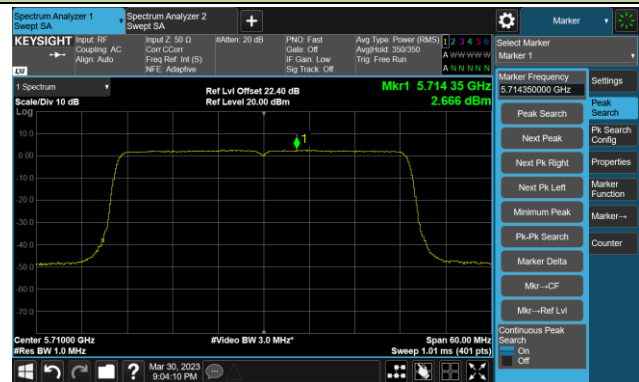 Spectrum Analyzer 1
Swept SA
Spectrum Analyzer 2
Swept SA
+
Marker
KEYSIGHT
LXI
Input: RF
Coupling: AC
Align: Auto
Input Z: 50 Ω
Corr CCorr
Freq Ref: Int (S)
NFE: Adaptive
#Atten: 20 dB
PNO: Fast
Gate: Off
IF Gain: Low
Sig Track: Off
Avg Type: Power (RMS)
Avg|Hold: 350/350
Trig: Free Run
1 2 3 4 5 6
A W W W W W
A N N N N N
Select Marker
Marker 1
1 Spectrum
Scale/Div 10 dB
Log
Ref Lvl Offset 22.40 dB
Ref Level 20.00 dBm
Mkr1 5.714 35 GHz
2.666 dBm
10.0
0.00
-10.0
-20.0
-30.0
-40.0
-50.0
-60.0
-70.0
1
Center 5.71000 GHz
#Res BW 1.0 MHz
#Video BW 3.0 MHz*
Span 60.00 MHz
Sweep 1.01 ms (401 pts)
Marker Frequency
5.714350000 GHz
Peak Search
Next Peak
Next Pk Right
Next Pk Left
Minimum Peak
Pk-Pk Search
Marker Delta
Mkr→CF
Mkr→Ref Lvl
Continuous Peak
Search
On
Off
Settings
Peak
Search
Pk Search
Config
Properties
Marker
Function
Marker→
Counter
?
Mar 30, 2023
9:04:10 PM